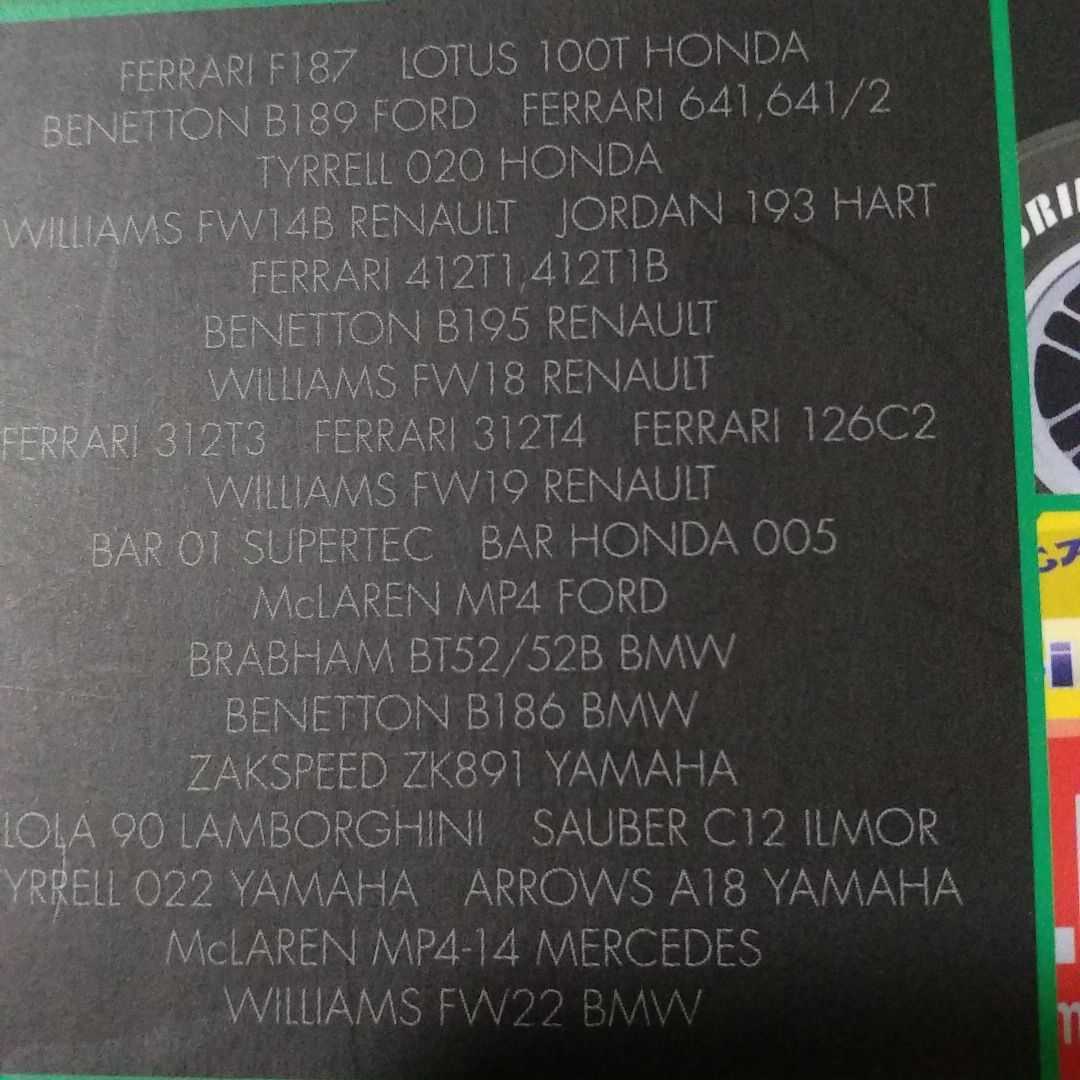 FERRARI F187 LOTUS 100T HONDA
BENETTON B189 FORD FERRARI 641,641/2
TYRRELL 020 HONDA
WILLIAMS FW14B RENAULT JORDAN 193 HART
FERRARI 412T1,412T1B
BENETTON B195 RENAULT
WILLIAMS FW18 RENAULT
FERRARI 312T3 FERRARI 312T4 FERRARI 126C2
WILLIAMS FW19 RENAULT
BAR 01 SUPERTEC BAR HONDA 005
McLAREN MP4 FORD
BRABHAM BT52/52B BMW
BENETTON B186 BMW
ZAKSPEED ZK891 YAMAHA
LOLA 90 LAMBORGHINI SAUBER C12 ILMOR
YRRELL 022 YAMAHA ARROWS A18 YAMAHA
McLAREN MP4-14 MERCEDES
WILLIAMS FW22 BMW